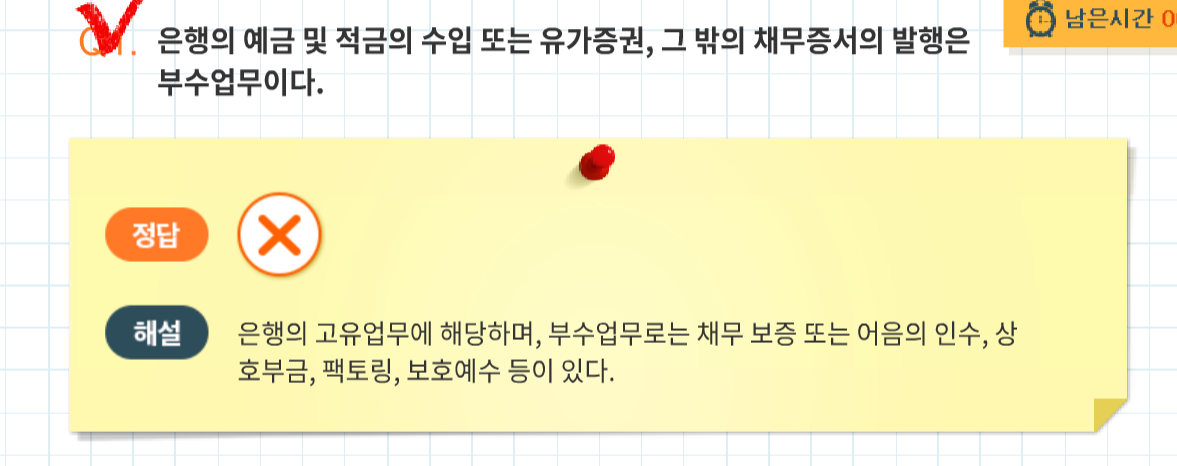 남은시간
Q1. 은행의 예금 및 적금의 수입 또는 유가증권, 그 밖의 채무증서의 발행은
부수업무이다.
정답
해설 은행의 고유업무에 해당하며, 부수업무로는 채무 보증 또는 어음의 인수, 상
호부금, 팩토링, 보호예수 등이 있다.